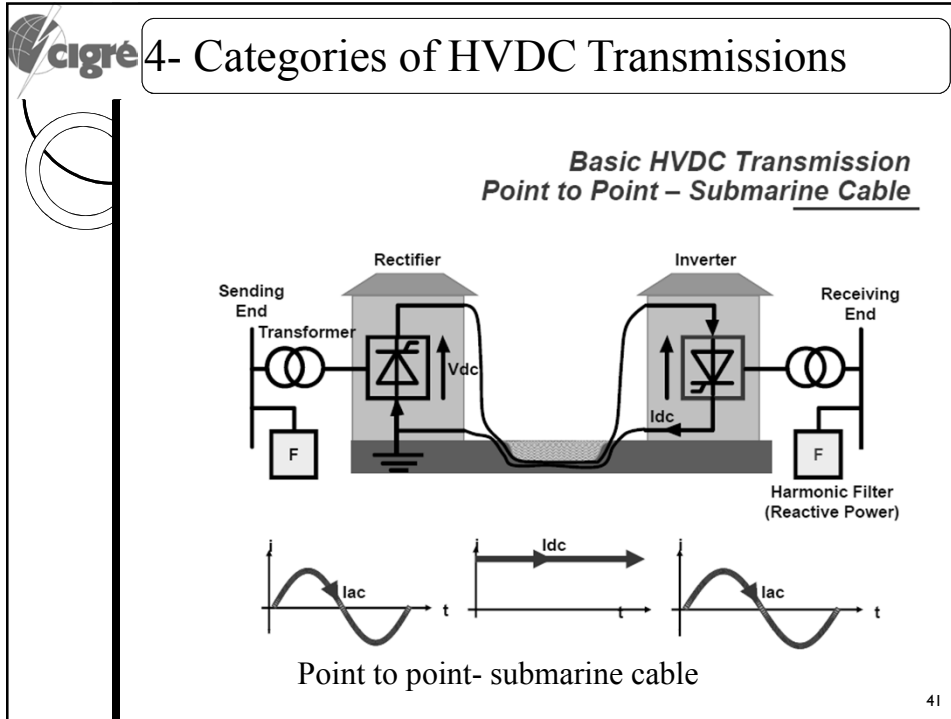 cigré
4- Categories of HVDC Transmissions
Basic HVDC Transmission
Point to Point – Submarine Cable
Rectifier
Inverter
Sending
End
Receiving
End
Transformer
Vdc
Idc
F
F
Harmonic Filter
(Reactive Power)
i
Iac
t
i
Idc
t
i
Iac
t
Point to point- submarine cable
41